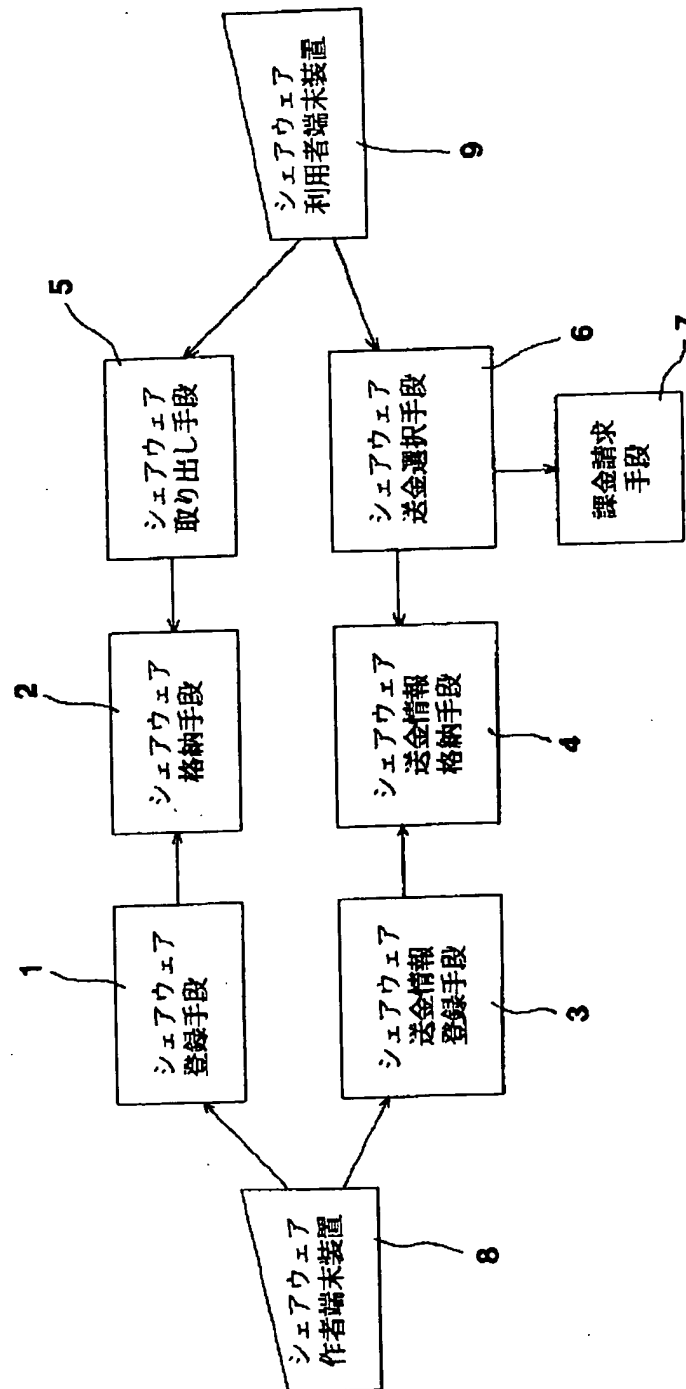 1
シェアウェア
登録手段
2
シェアウェア
格納手段
5
シェアウェア
取り出し手段
シェアウェア
作者端末装置
8
シェアウェア
利用者端末装置
9
シェアウェア
送金情報
登録手段
3
シェアウェア
送金情報
格納手段
4
シェアウェア
送金選択手段
6
課金請求
手段
7